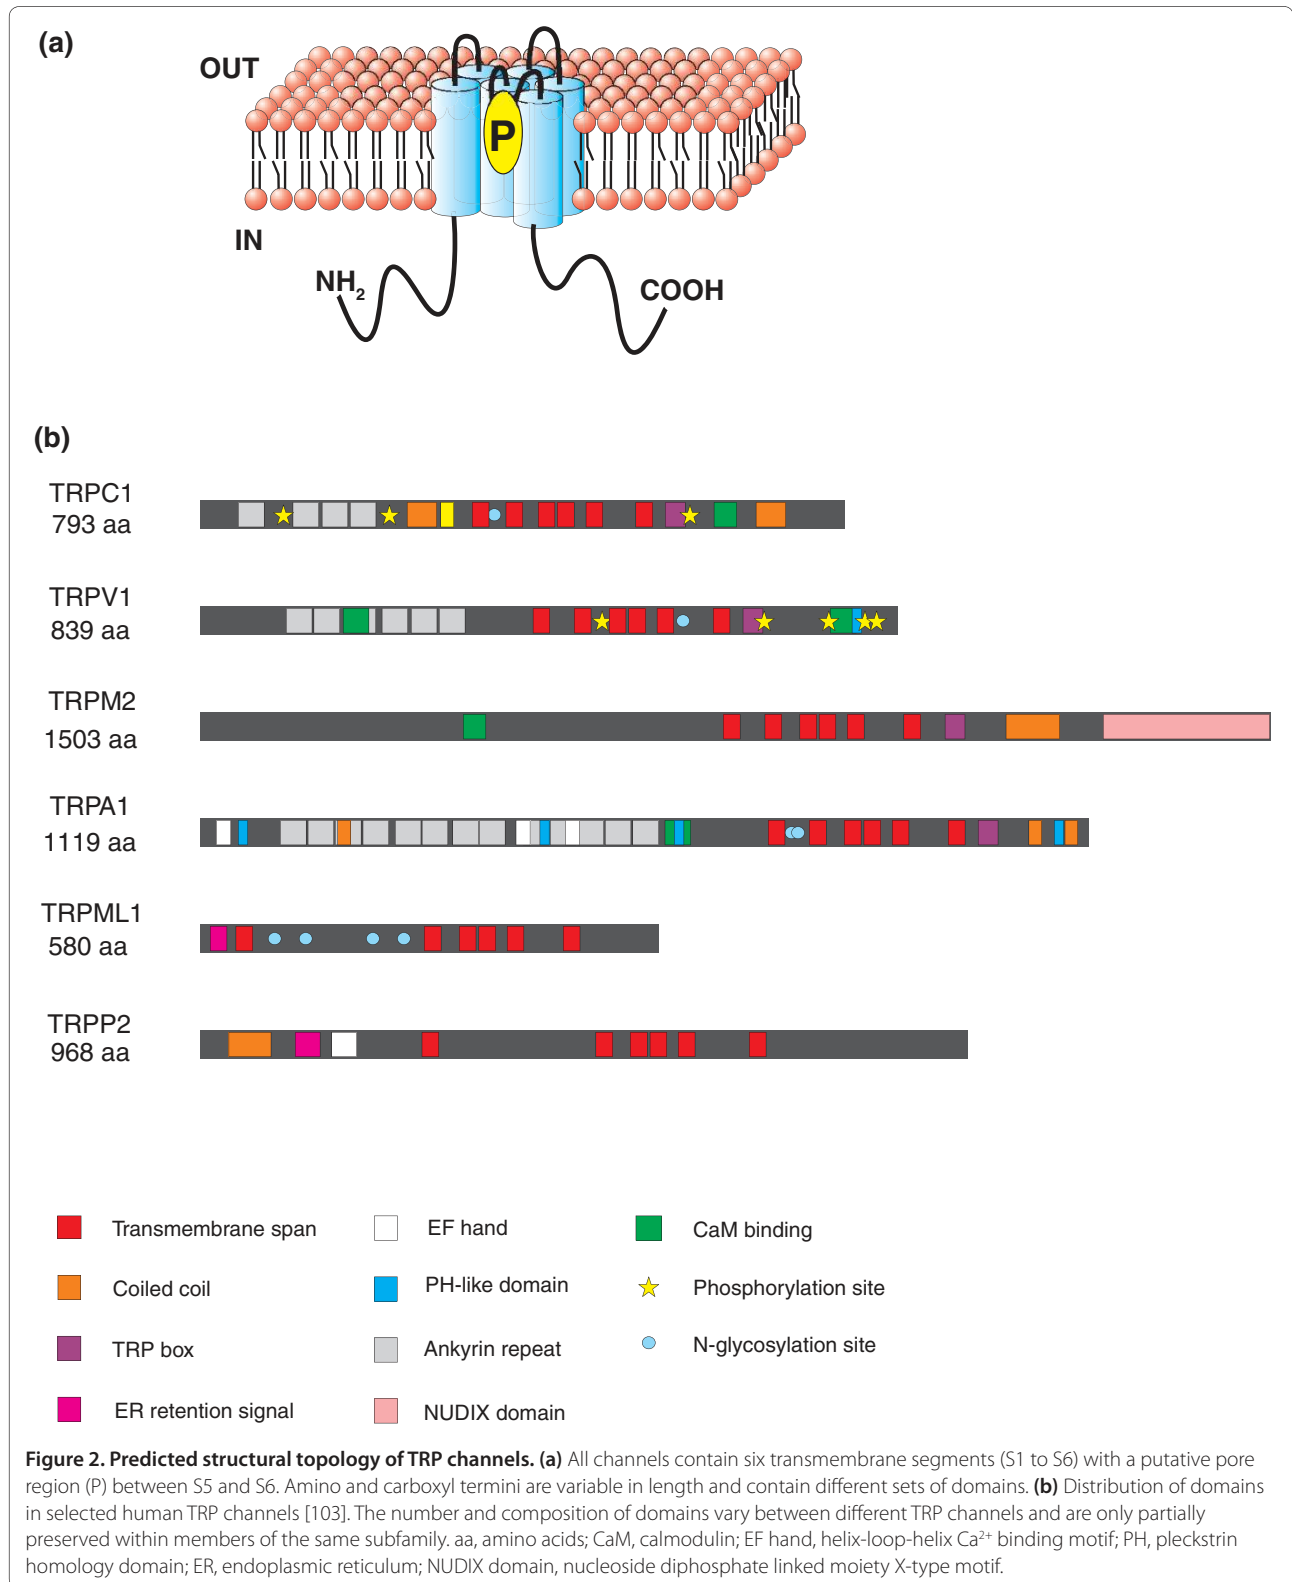 (a)
OUT
P
IN
NH2
COOH
(b)
TRPC1
793 aa
TRPV1
839 aa
TRPM2
1503 aa
TRPA1
1119 aa
TRPML1
580 aa
TRPP2
968 aa
Transmembrane span
EF hand
CaM binding
Coiled coil
PH-like domain
Phosphorylation site
TRP box
Ankyrin repeat
N-glycosylation site
ER retention signal
NUDIX domain
Figure 2. Predicted structural topology of TRP channels. (a) All channels contain six transmembrane segments (S1 to S6) with a putative pore
region (P) between S5 and S6. Amino and carboxyl termini are variable in length and contain different sets of domains. (b) Distribution of domains
in selected human TRP channels [103]. The number and composition of domains vary between different TRP channels and are only partially
preserved within members of the same subfamily. aa, amino acids; CaM, calmodulin; EF hand, helix-loop-helix Ca2+ binding motif; PH, pleckstrin
homology domain; ER, endoplasmic reticulum; NUDIX domain, nucleoside diphosphate linked moiety X-type motif.